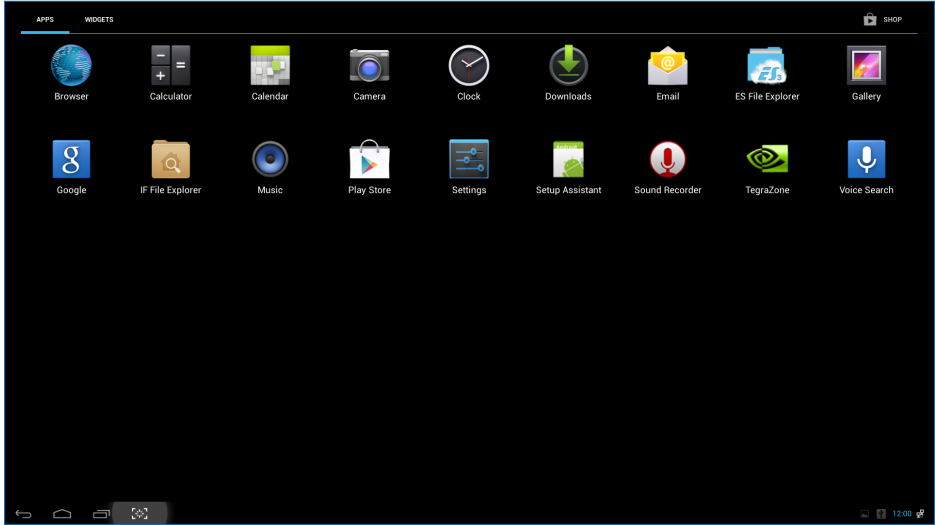 APPS WIDGETS SHOP
Browser Calculator Calendar Camera Clock Downloads Email ES File Explorer Gallery
Google IF File Explorer Music Play Store Settings Setup Assistant Sound Recorder TegraZone Voice Search
12:00